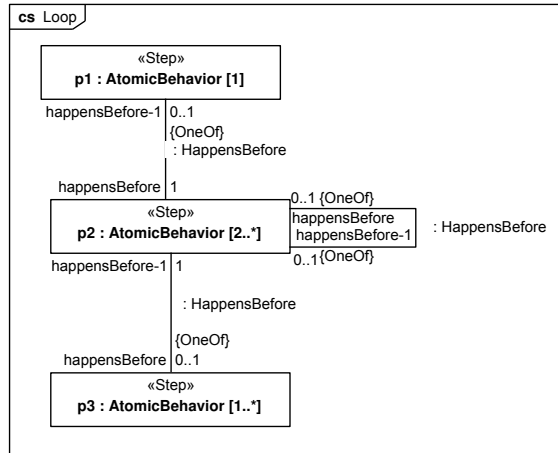 cs Loop
«Step»
p1 : AtomicBehavior [1]
happensBefore-1 0..1
{OneOf}
: HappensBefore
happensBefore 1
0..1 {OneOf}
«Step»
p2 : AtomicBehavior [2..*]
happensBefore
happensBefore-1
: HappensBefore
0..1 {OneOf}
happensBefore-1 1
: HappensBefore
{OneOf}
happensBefore 0..1
«Step»
p3 : AtomicBehavior [1..*]